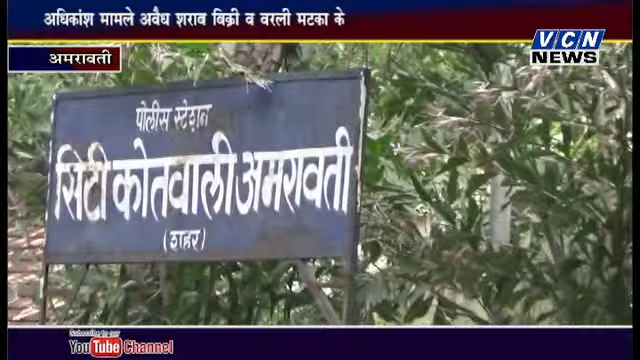 अधिकांश मामले अवैध शराब बिक्री व वरली मटका के
VCN
NEWS
अमरावती
पोलीस स्टेशन
सिटी कोतवाली अमरावती
(शहर)
Subscribe to our
YouTube Channel